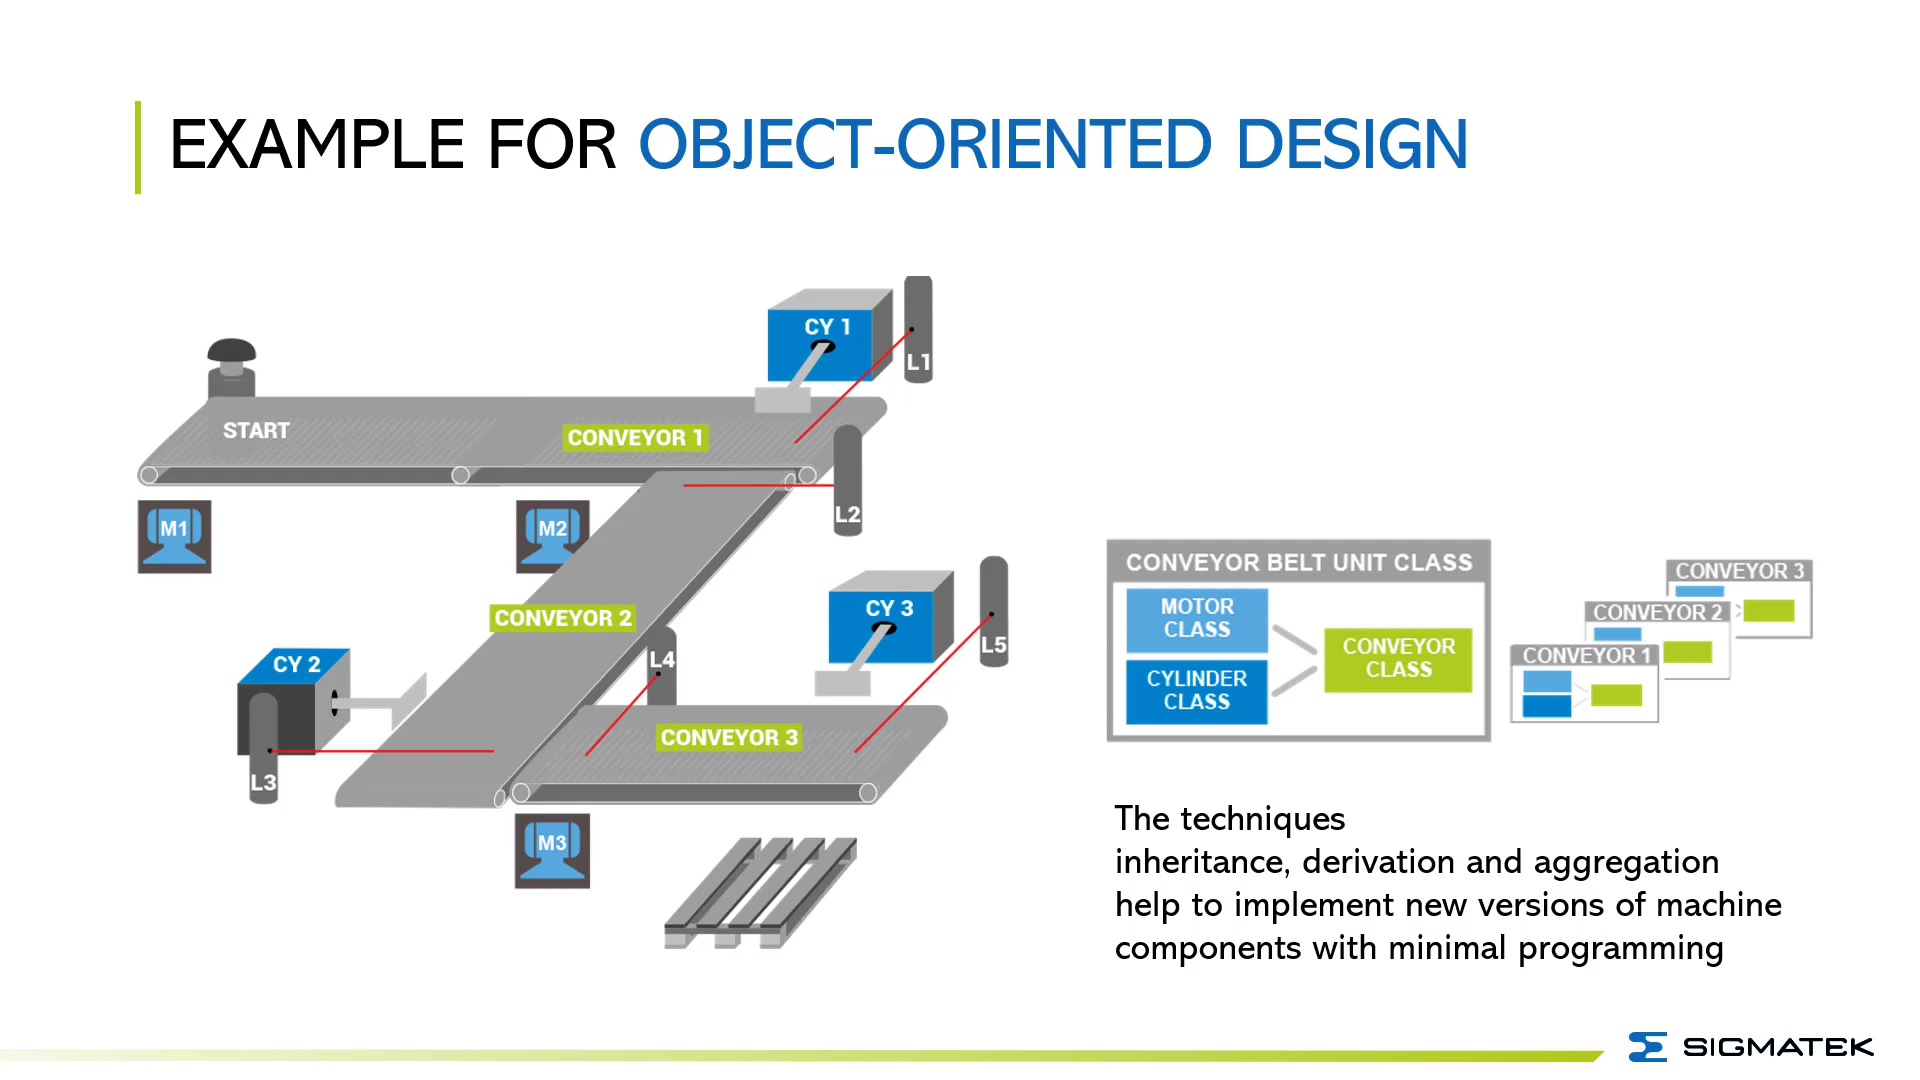 EXAMPLE FOR OBJECT-ORIENTED DESIGN
CY 1
L1
START
CONVEYOR 1
M1
M2
L2
CONVEYOR 2
CY 3
L5
CY 2
L4
L3
CONVEYOR 3
M3
CONVEYOR BELT UNIT CLASS
MOTOR
CLASS
CYLINDER
CLASS
CONVEYOR
CLASS
CONVEYOR 3
CONVEYOR 2
CONVEYOR 1
The techniques
inheritance, derivation and aggregation
help to implement new versions of machine
components with minimal programming
SIGMATEK